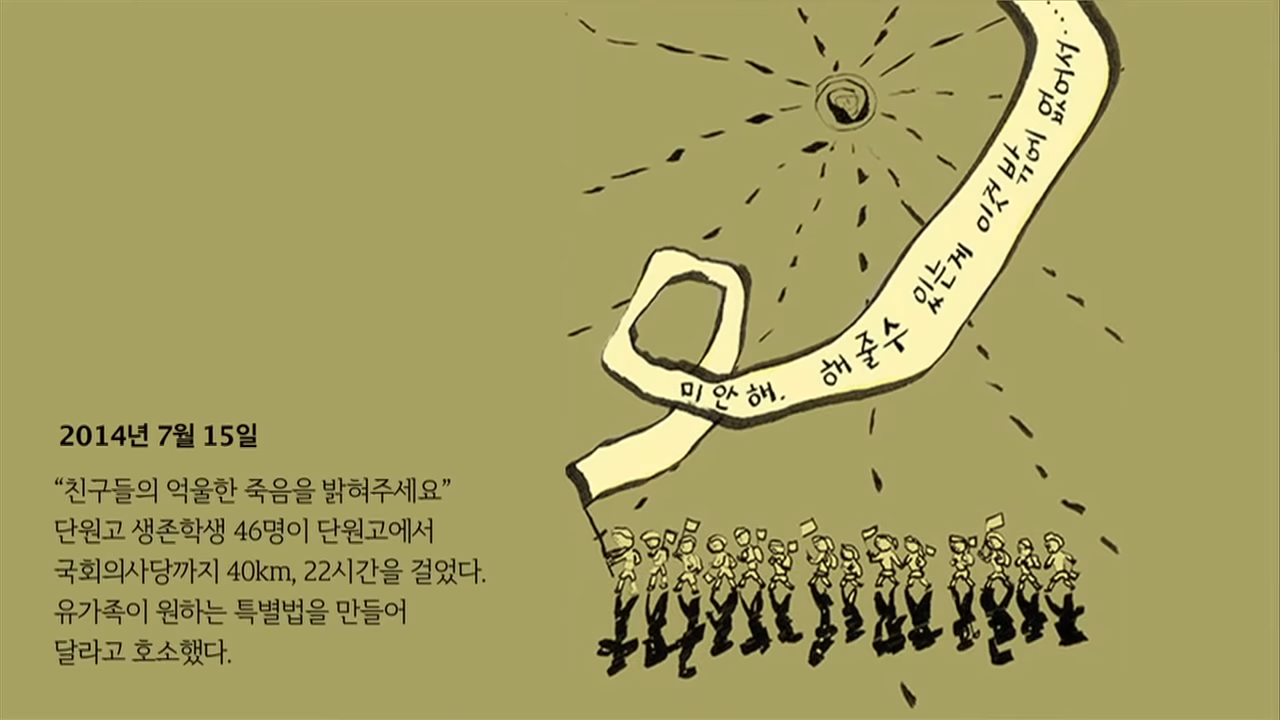 미안해. 해줄수 있는게 이것밖에 없어서....
2014년 7월 15일
“친구들의 억울한 죽음을 밝혀주세요”
단원고 생존학생 46명이 단원고에서
국회의사당까지 40km, 22시간을 걸었다.
유가족이 원하는 특별법을 만들어
달라고 호소했다.